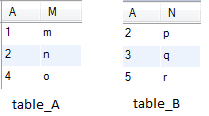 A M A N
1 m 2 p
2 n 3 q
4 o 5 r
table_A table_B